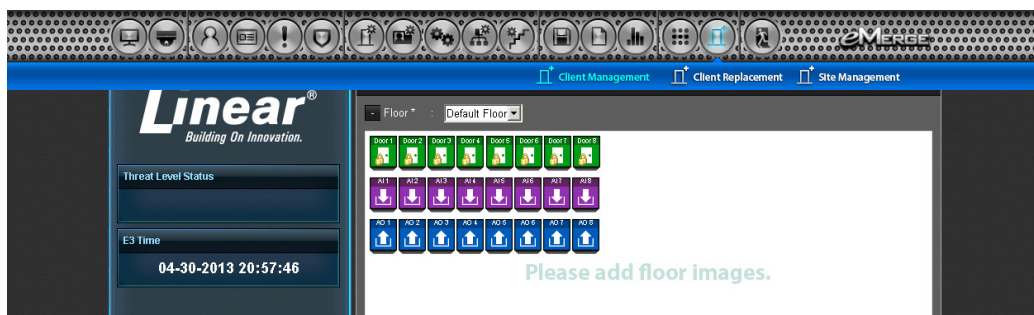 eMERGE
Client Management Client Replacement Site Management
Linear®
Building On Innovation.
Threat Level Status
E3 Time
04-30-2013 20:57:46
- Floor * : Default Floor
Door 1 Door 2 Door 3 Door 4 Door 5 Door 6 Door 7 Door 8
AI 1 AI 2 AI 3 AI 4 AI 5 AI 6 AI 7 AI 8
AO 1 AO 2 AO 3 AO 4 AO 5 AO 6 AO 7 AO 8
Please add floor images.